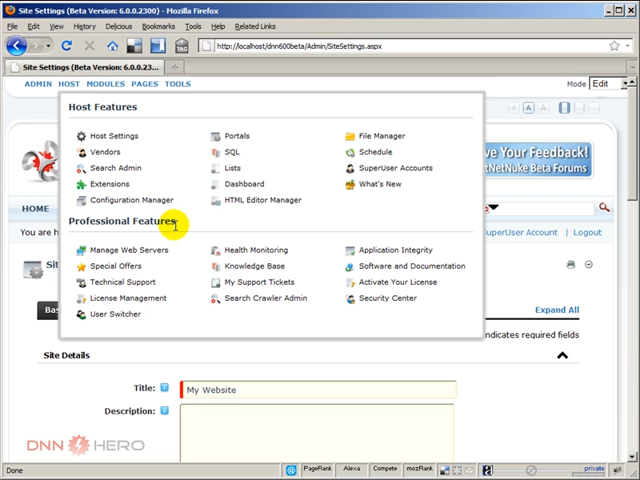 Site Settings (Beta Version: 6.0.0.2300) - Mozilla Firefox
File Edit View History Delicious Bookmarks Tools Help Related Links
TAG http://localhost/dnn600beta/Admin/SiteSettings.aspx
Site Settings (Beta Version: 6.0.0.23...
ADMIN HOST MODULES PAGES TOOLS Mode Edit
Host Features
A A A
Host Settings Portals File Manager
Vendors SQL Schedule
Search Admin Lists SuperUser Accounts
Extensions Dashboard What's New
Configuration Manager HTML Editor Manager
ve Your Feedback!
tNetNuke Beta Forums
HOME
Professional Features
You are h SuperUser Account | Logout
Manage Web Servers Health Monitoring Application Integrity
Special Offers Knowledge Base Software and Documentation
Technical Support My Support Tickets Activate Your License
License Management Search Crawler Admin Security Center
User Switcher
Sit
Bas Expand All
ndicates required fields
Site Details
Title: ? My Website
Description: ?
DNN HERO
Done PageRank Alexa Compete mozRank private